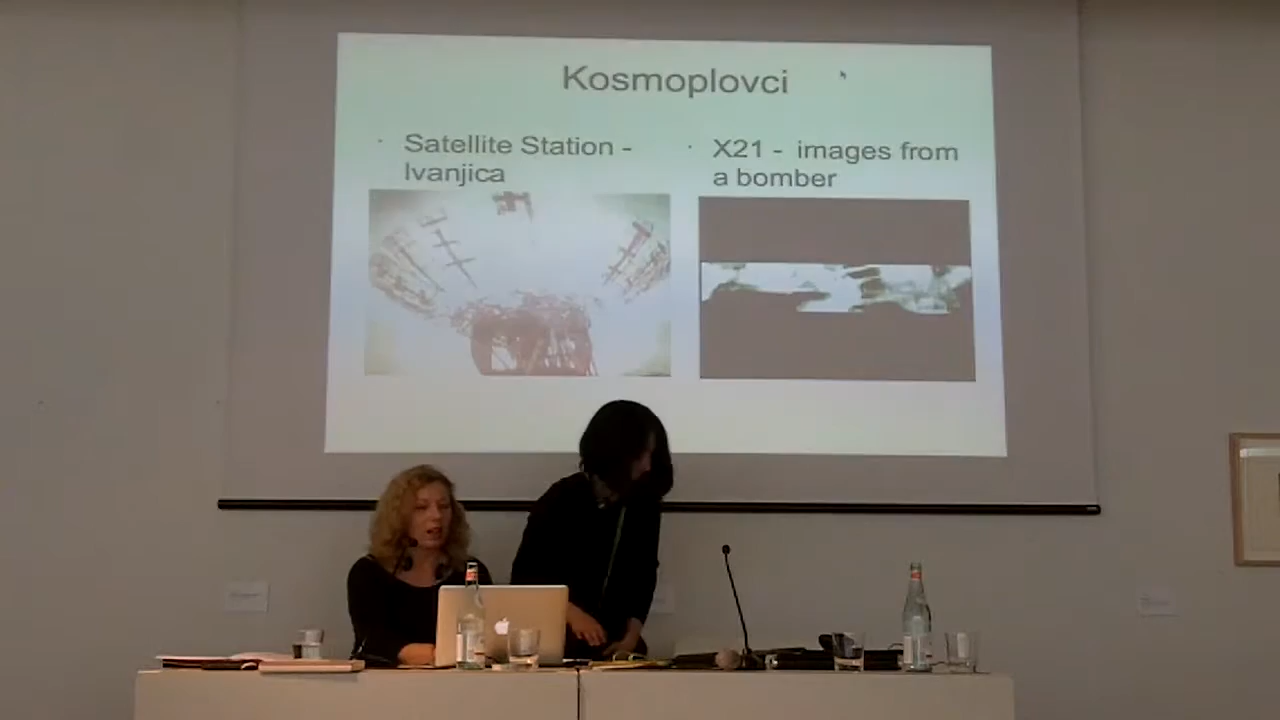 Kosmoplovci
· Satellite Station -
Ivanjica
· X21 - images from
a bomber